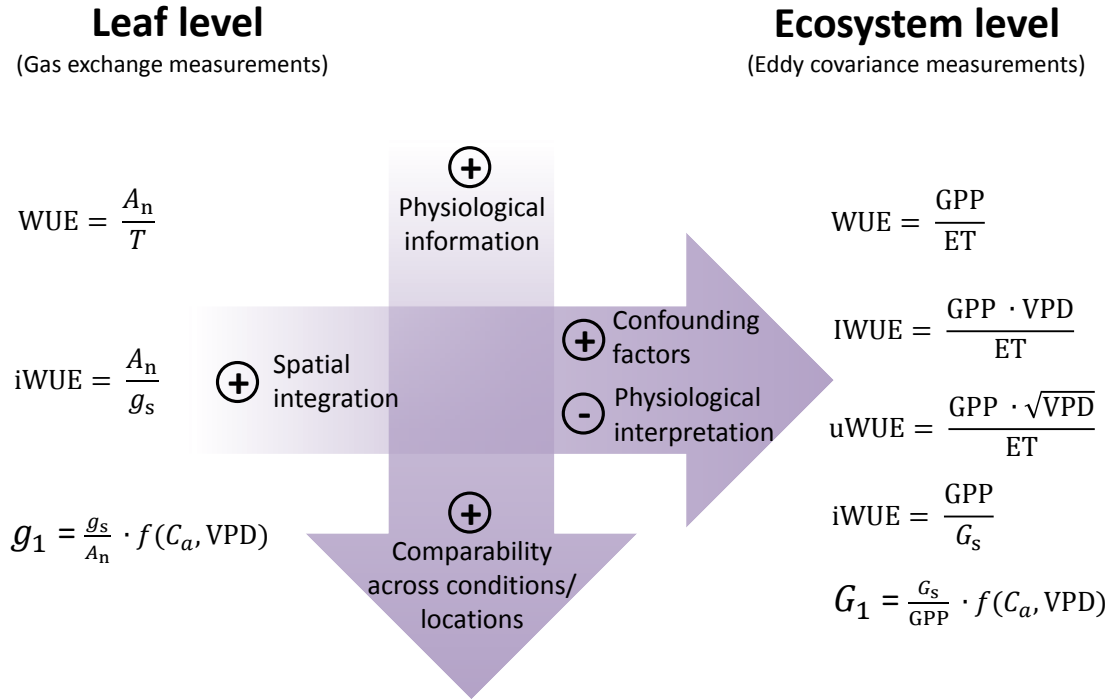 Leaf level
(Gas exchange measurements)
WUE = A_n / T
iWUE = A_n / g_s
g_1 = g_s / A_n · f(C_a, VPD)
+
Physiological
information
+
Spatial
integration
+
Confounding
factors
-
Physiological
interpretation
+
Comparability
across conditions/
locations
Ecosystem level
(Eddy covariance measurements)
WUE = GPP / ET
IWUE = GPP · VPD / ET
uWUE = GPP · √VPD / ET
iWUE = GPP / G_s
G_1 = G_s / GPP · f(C_a, VPD)